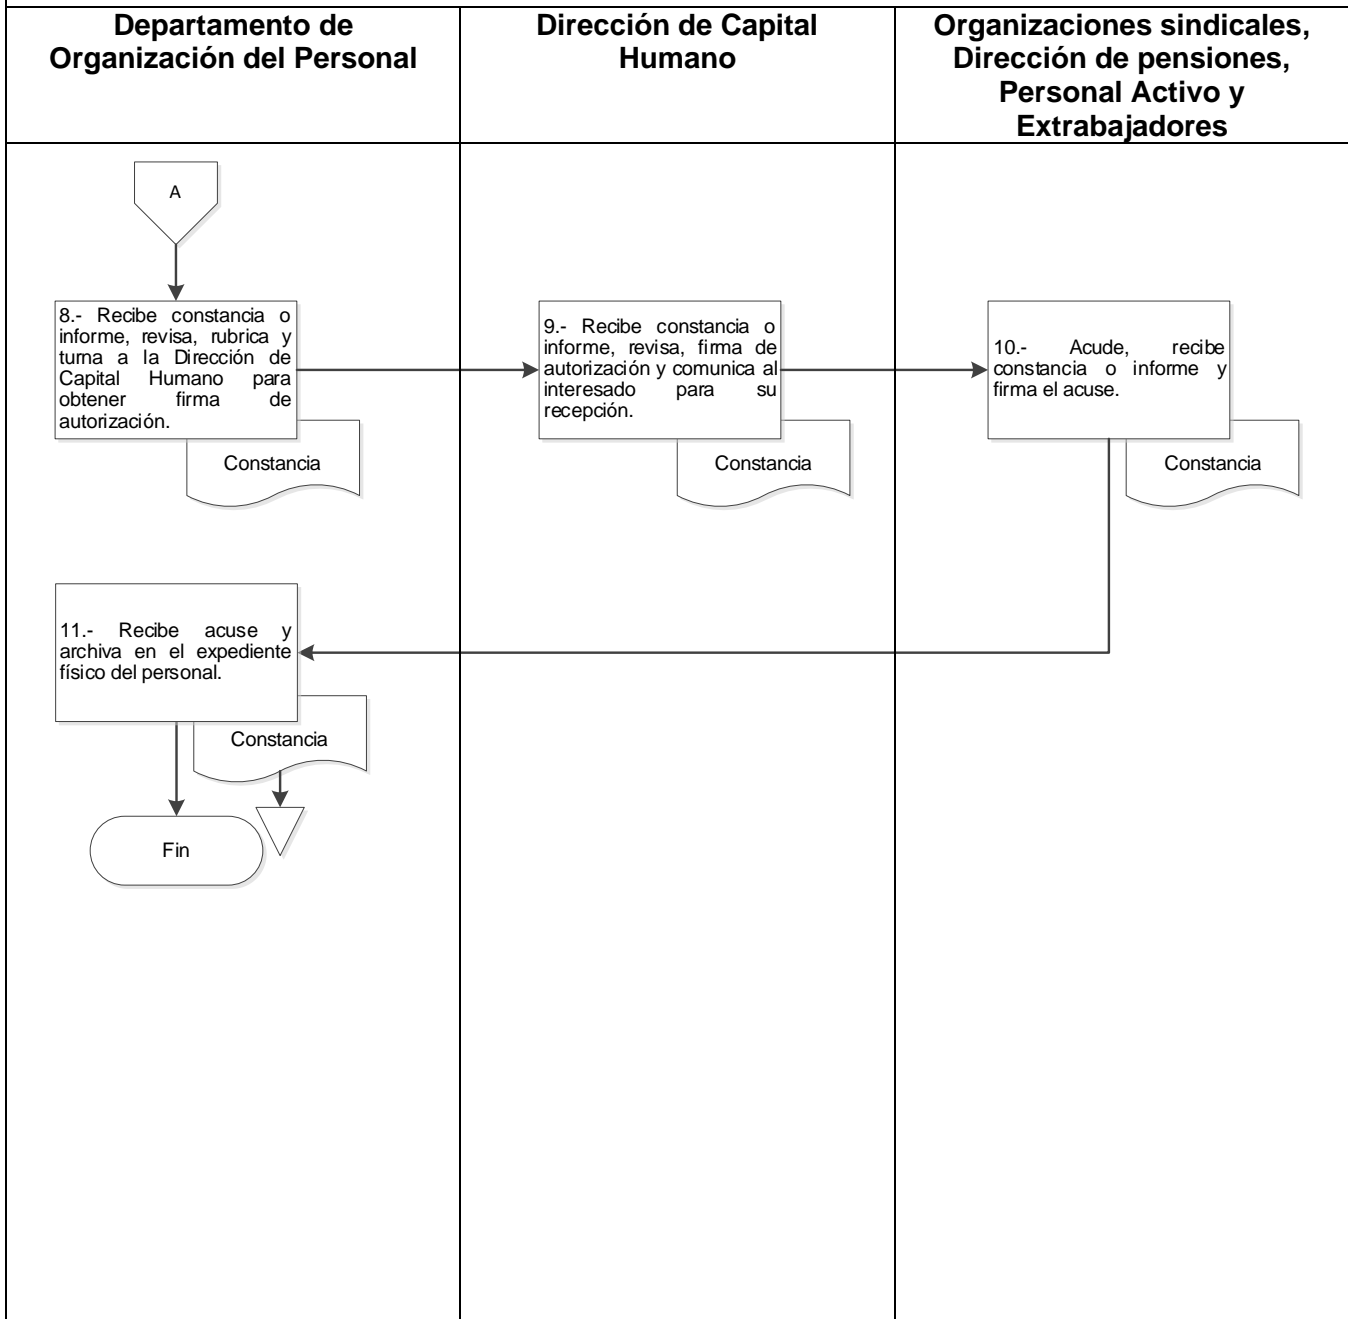 Departamento de
Organización del Personal
Dirección de Capital
Humano
Organizaciones sindicales,
Dirección de pensiones,
Personal Activo y
Extrabajadores
A
8.- Recibe constancia o
informe, revisa, rubrica y
turna a la Dirección de
Capital Humano para
obtener firma de
autorización.
Constancia
9.- Recibe constancia o
informe, revisa, firma de
autorización y comunica al
interesado para su
recepción.
Constancia
10.- Acude, recibe
constancia o informe y
firma el acuse.
Constancia
11.- Recibe acuse y
archiva en el expediente
físico del personal.
Constancia
Fin